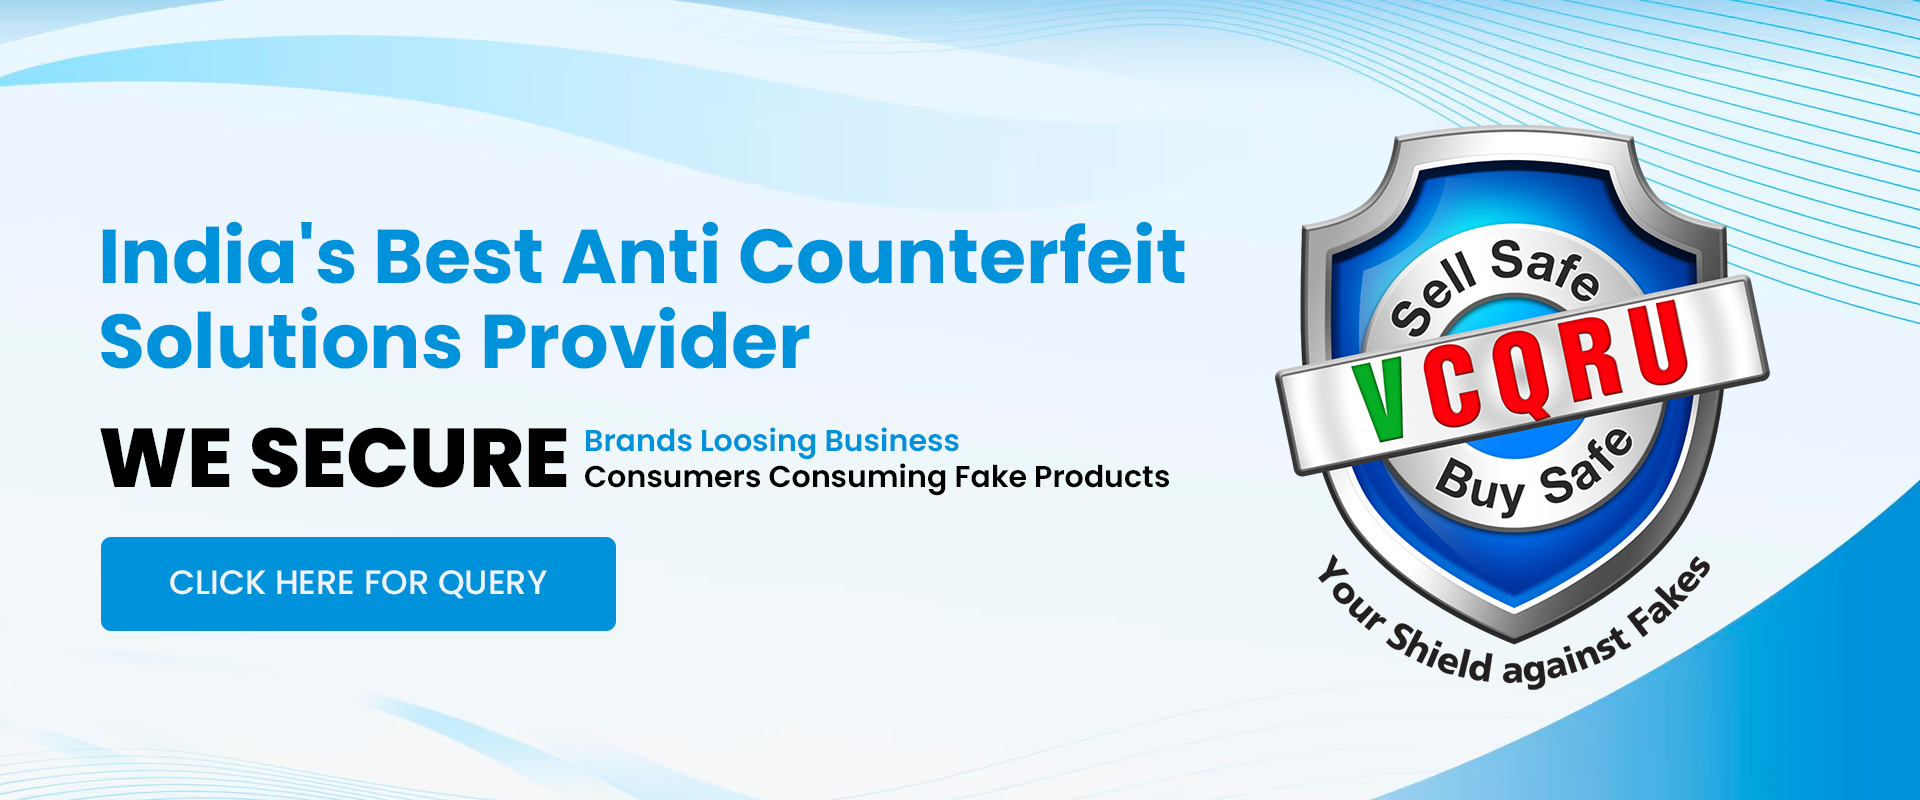 India's Best Anti Counterfeit
Solutions Provider
WE SECURE
Brands Loosing Business
Consumers Consuming Fake Products
CLICK HERE FOR QUERY
Sell Safe
VCQRU
Buy Safe
Your Shield against Fakes